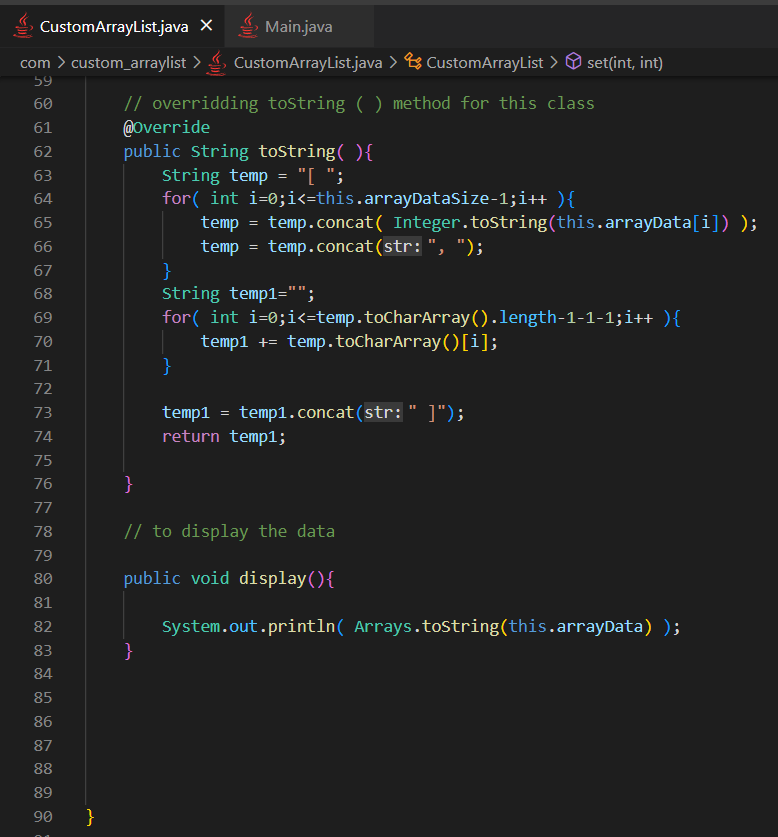 CustomArrayList.java Main.java
com custom_arraylist CustomArrayList.java CustomArrayList set(int, int)
59
60 // overridding toString ( ) method for this class
61 @Override
62 public String toString( ){
63 String temp = "[ ";
64 for( int i=0;i<=this.arrayDataSize-1;i++ ){
65 temp = temp.concat( Integer.toString(this.arrayData[i]) );
66 temp = temp.concat(str: ", ");
67 }
68 String temp1="";
69 for( int i=0;i<=temp.toCharArray().length-1-1-1;i++ ){
70 temp1 += temp.toCharArray()[i];
71 }
72
73 temp1 = temp1.concat(str: " ]");
74 return temp1;
75
76 }
77
78 // to display the data
79
80 public void display(){
81
82 System.out.println( Arrays.toString(this.arrayData) );
83 }
84
85
86
87
88
89
90 }